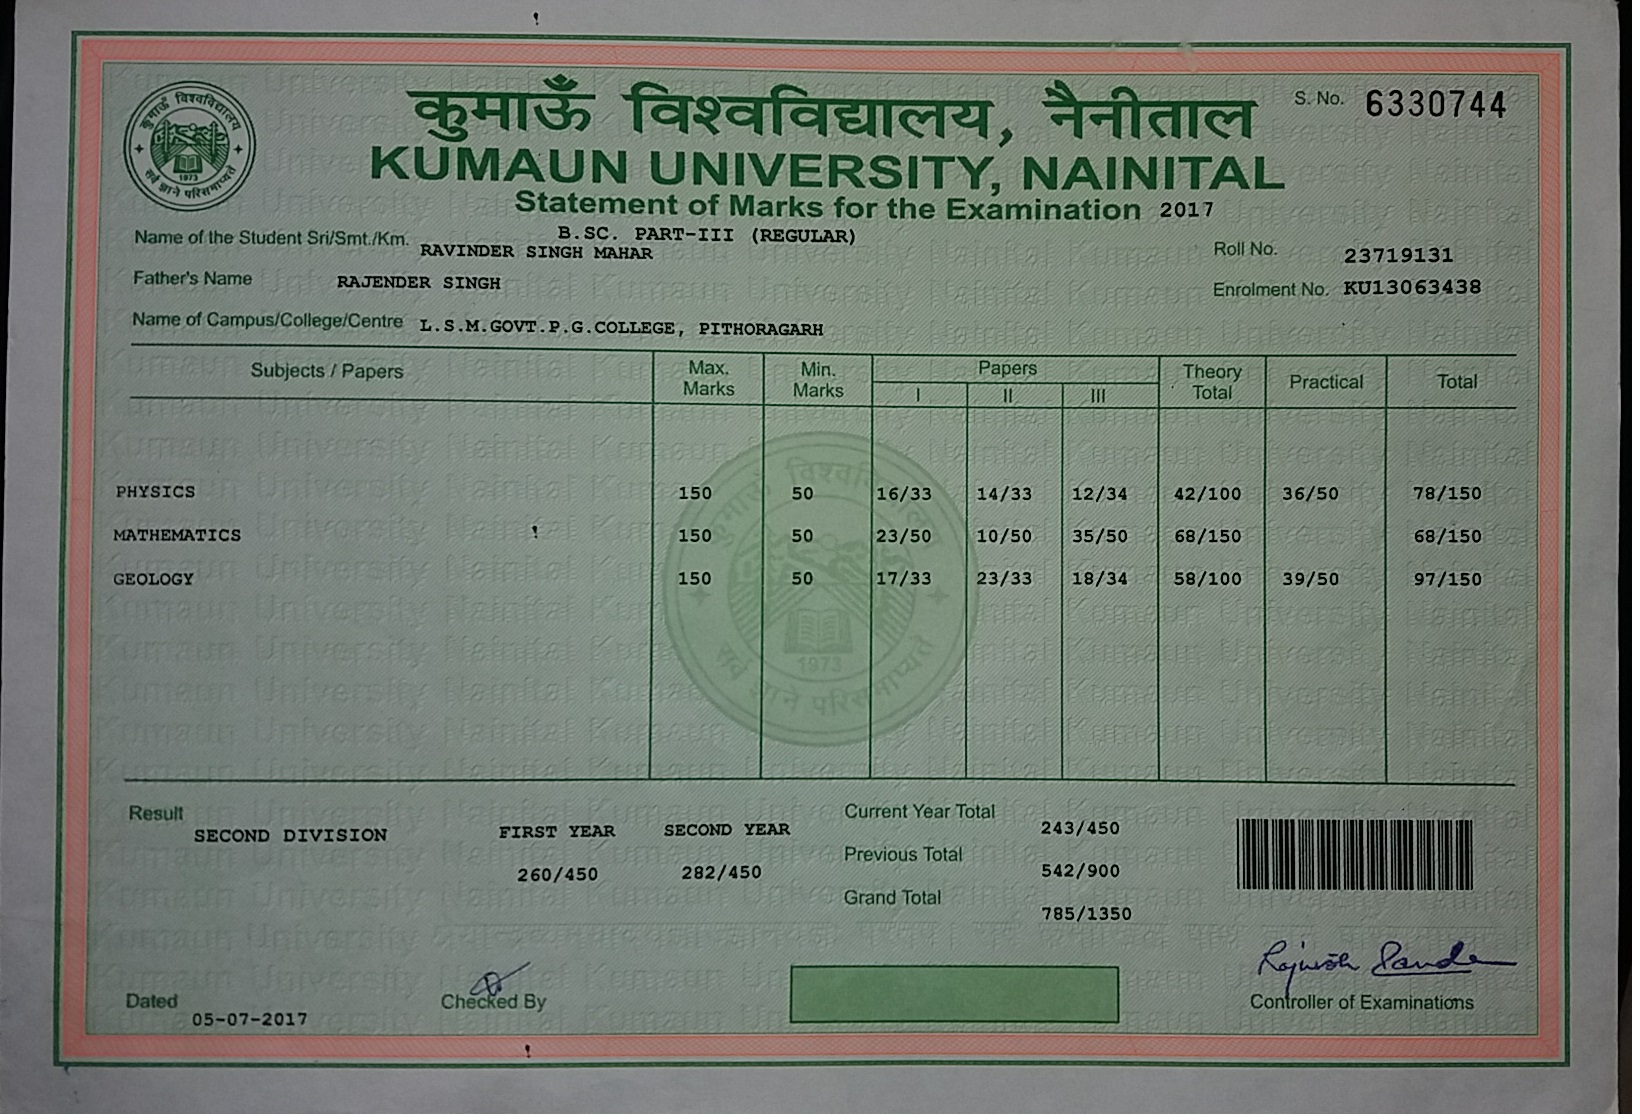 कुमाऊँ विश्वविद्यालय, नैनीताल
S. No. 6330744
KUMAUN UNIVERSITY, NAINITAL
Statement of Marks for the Examination 2017
B.SC. PART-III (REGULAR)
Name of the Student Sri/Smt./Km. RAVINDER SINGH MAHAR
Roll No. 23719131
Father's Name RAJENDER SINGH
Enrolment No. KU13063438
Name of Campus/College/Centre L.S.M.GOVT.P.G.COLLEGE, PITHORAGARH
Subjects / Papers Max. Marks Min. Marks Papers I II III Theory Total Practical Total
PHYSICS 150 50 16/33 14/33 12/34 42/100 36/50 78/150
MATHEMATICS 150 50 23/50 10/50 35/50 68/150 68/150
GEOLOGY 150 50 17/33 23/33 18/34 58/100 39/50 97/150
Result SECOND DIVISION
FIRST YEAR SECOND YEAR
260/450 282/450
Current Year Total 243/450
Previous Total 542/900
Grand Total 785/1350
Dated 05-07-2017
Checked By
Controller of Examinations
कुमाऊँ विश्वविद्यालय
1973
सर्व ज्ञाने परिसमाप्यते